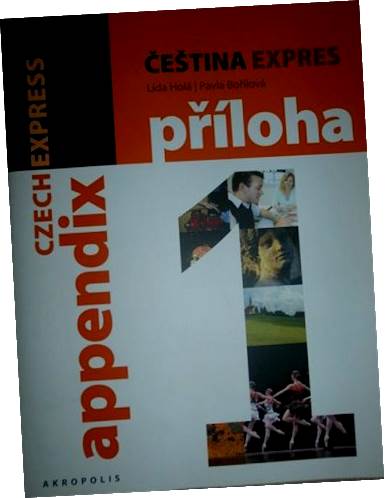 ČEŠTINA EXPRES
Lída Holá | Pavla Bořilová
příloha
1
CZECH EXPRESS
appendix
AKROPOLIS